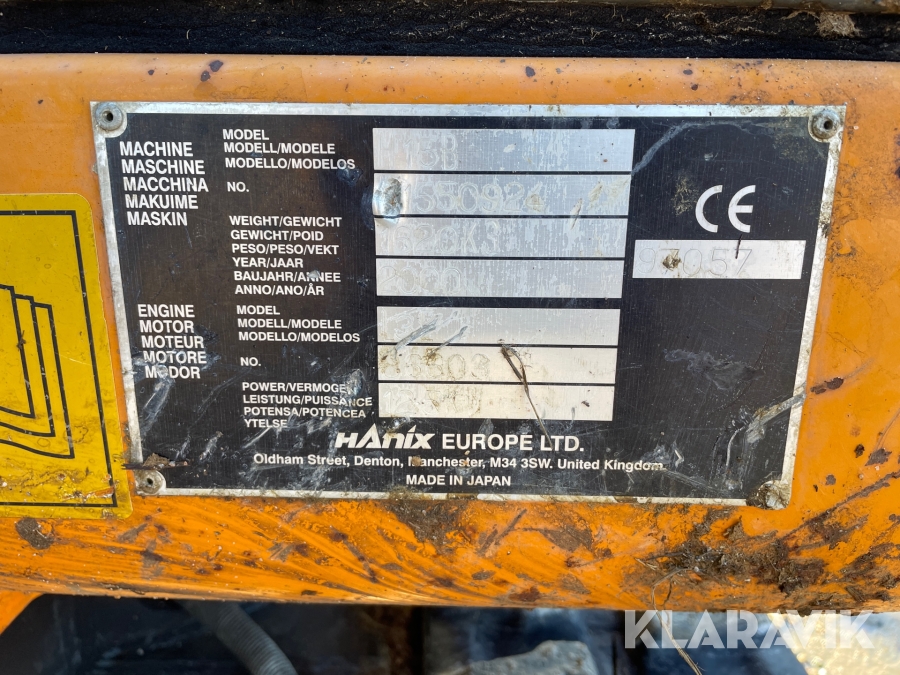 MACHINE
MASCHINE
MACCHINA
MAKUIME
MASKIN
MODEL
MODELL/MODELE
MODELLO/MODELOS
NO.
WEIGHT/GEWICHT
GEWICHT/POID
PESO/PESO/VEKT
YEAR/JAAR
BAUJAHR/ANNEE
ANNO/ANO/ÅR
CE
97057
ENGINE
MOTOR
MOTEUR
MOTORE
MODOR
MODEL
MODELL/MODELE
MODELLO/MODELOS
NO.
POWER/VERMOGEN
LEISTUNG/PUISSANCE
POTENSA/POTENCEA
YTELSE
HAnix EUROPE LTD.
Oldham Street, Denton, Manchester, M34 3SW. United Kingdom.
MADE IN JAPAN
KLARAVIK